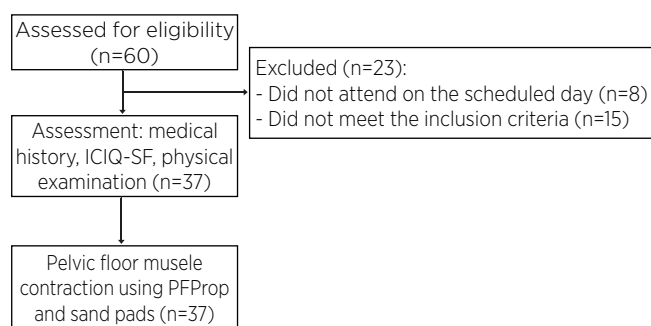 Assessed for eligibility
(n=60)
Excluded (n=23):
- Did not attend on the scheduled day (n=8)
- Did not meet the inclusion criteria (n=15)
Assessment: medical
history, ICIQ-SF, physical
examination (n=37)
Pelvic floor musele
contraction using PFProp
and sand pads (n=37)